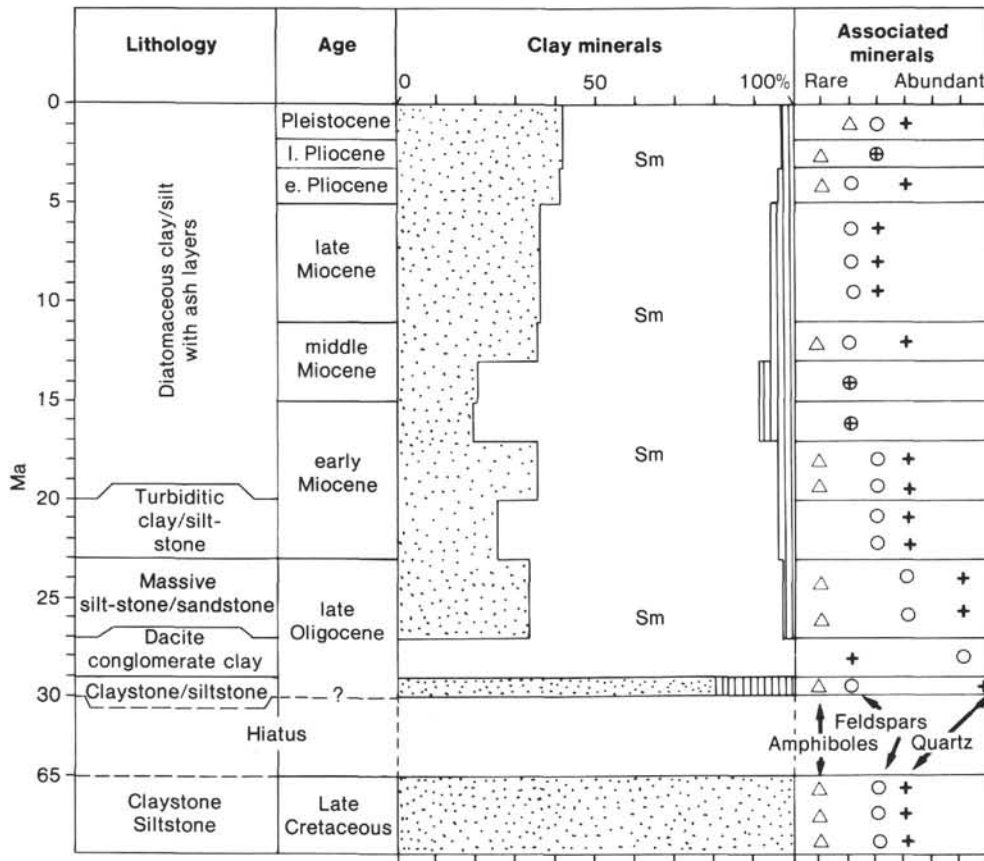 Lithology
Age
Clay minerals
Associated
minerals
0 50 100%
Rare Abundant
Ma
0
5
10
15
20
25
30
65
Diatomaceous clay/silt
with ash layers
Turbiditic
clay/silt-
stone
Massive
silt-stone/sandstone
Dacite
conglomerate clay
Claystone/siltstone
Hiatus
Claystone
Siltstone
Pleistocene
l. Pliocene
e. Pliocene
late
Miocene
middle
Miocene
early
Miocene
late
Oligocene
?
Late
Cretaceous
Sm
Sm
Sm
Sm
Feldspars
Amphiboles
Quartz